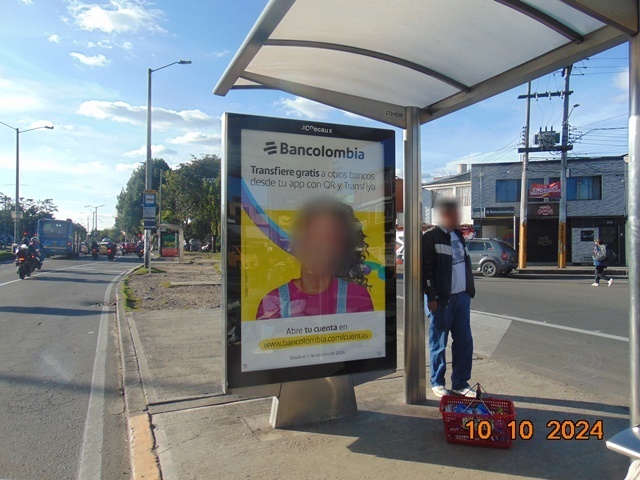 JCDecaux
Bancolombia
Transfiere gratis a otros bancos
desde tu app con QR y Transfiya
Abre tu cuenta en
www.bancolombia.com/cuentas
10 10 2024